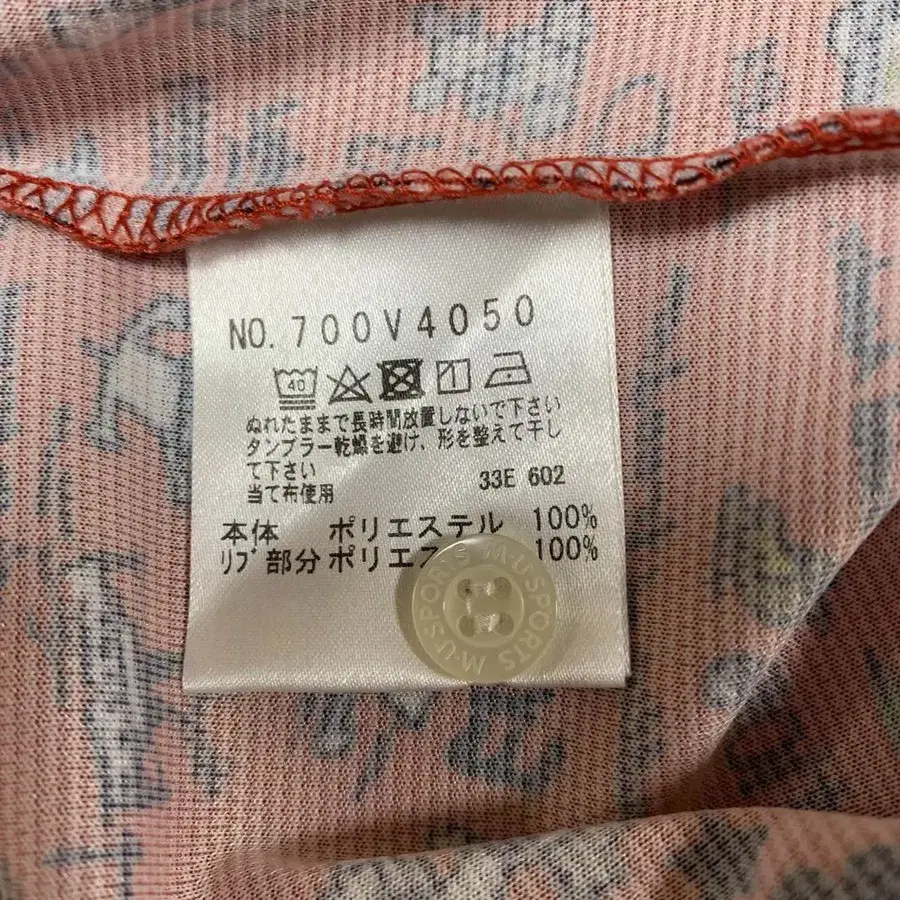 NO. 700V4050
40
ぬれたままで長時間放置しないで下さい
タンブラー乾燥を避け、形を整えて干し
て下さい
当て布使用 33E 602
本体 ポリエステル 100%
リブ部分 ポリエス 100%
M·U·SPORTS M·U·SPORTS